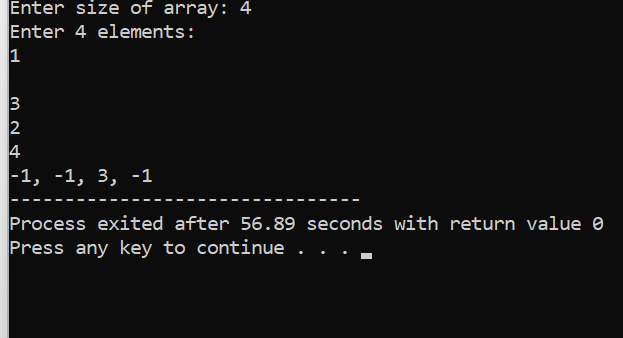 Enter size of array: 4
Enter 4 elements:
1
3
2
4
-1, -1, 3, -1
--------------------------------
Process exited after 56.89 seconds with return value 0
Press any key to continue . . .